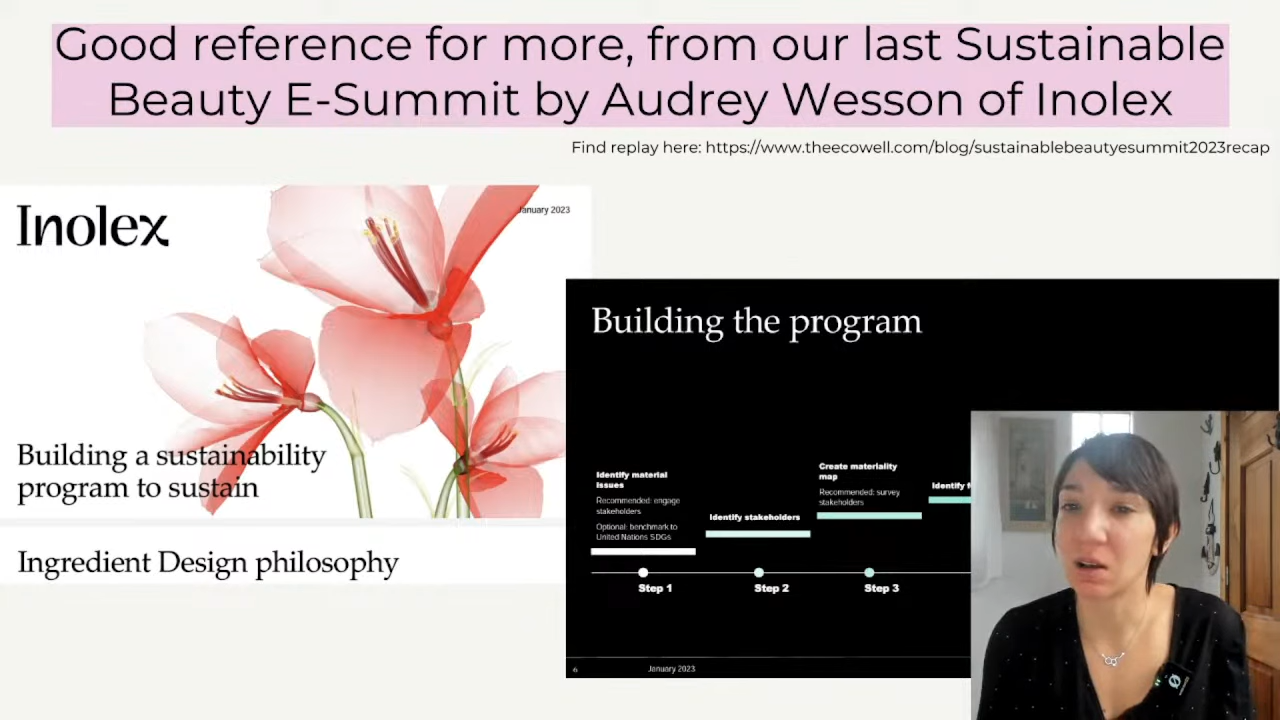 Good reference for more, from our last Sustainable
Beauty E-Summit by Audrey Wesson of Inolex
Find replay here: https://www.theecowell.com/blog/sustainablebeautyesummit2023recap
Inolex
January 2023
Building a sustainability
program to sustain
Ingredient Design philosophy
Building the program
Identify material
issues
Recommended: engage
stakeholders
Optional: benchmark to
United Nations SDGs
Step 1
Identify stakeholders
Step 2
Create materiality
map
Recommended: survey
stakeholders
Step 3
Identify
6
January 2023